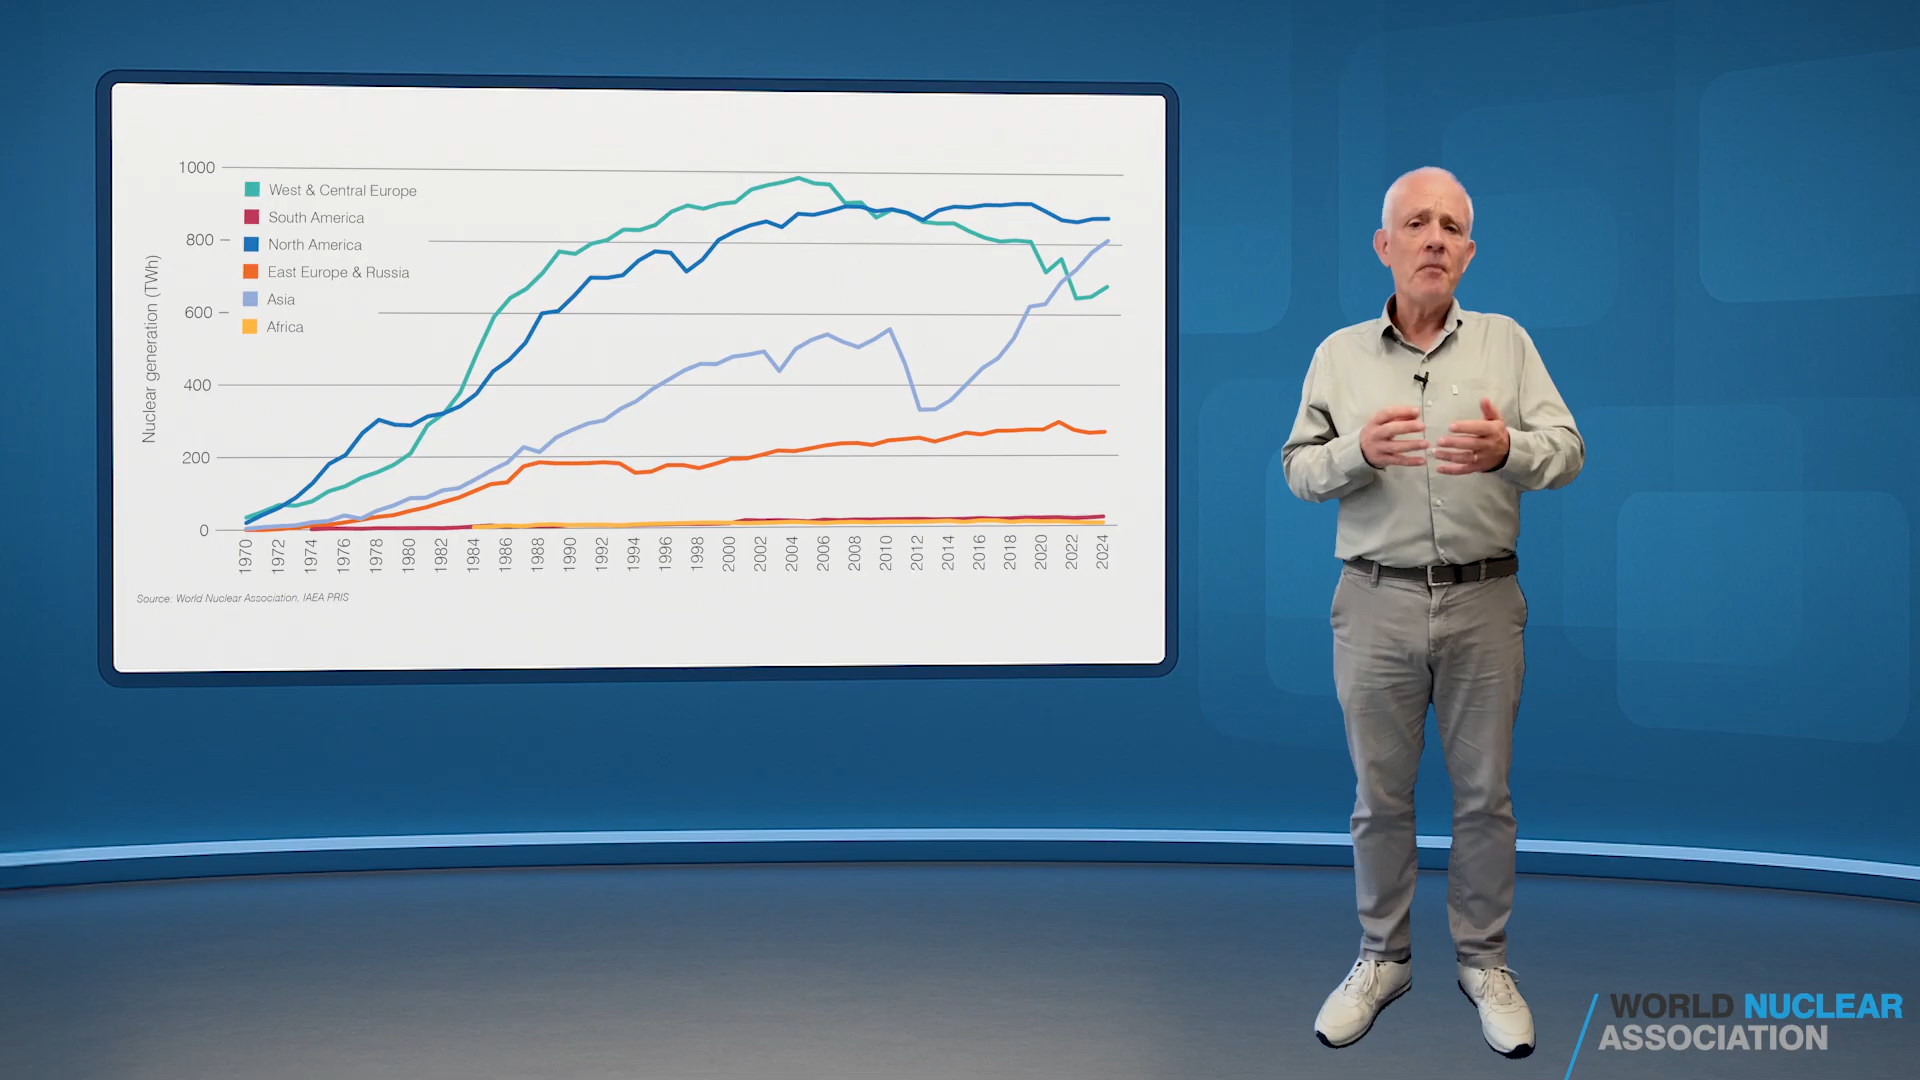 1000
800
600
400
200
0
Nuclear generation (TWh)
West & Central Europe
South America
North America
East Europe & Russia
Asia
Africa
1970 1972 1974 1976 1978 1980 1982 1984 1986 1988 1990 1992 1994 1996 1998 2000 2002 2004 2006 2008 2010 2012 2014 2016 2018 2020 2022 2024
Source: World Nuclear Association, IAEA PRIS
WORLD NUCLEAR
ASSOCIATION